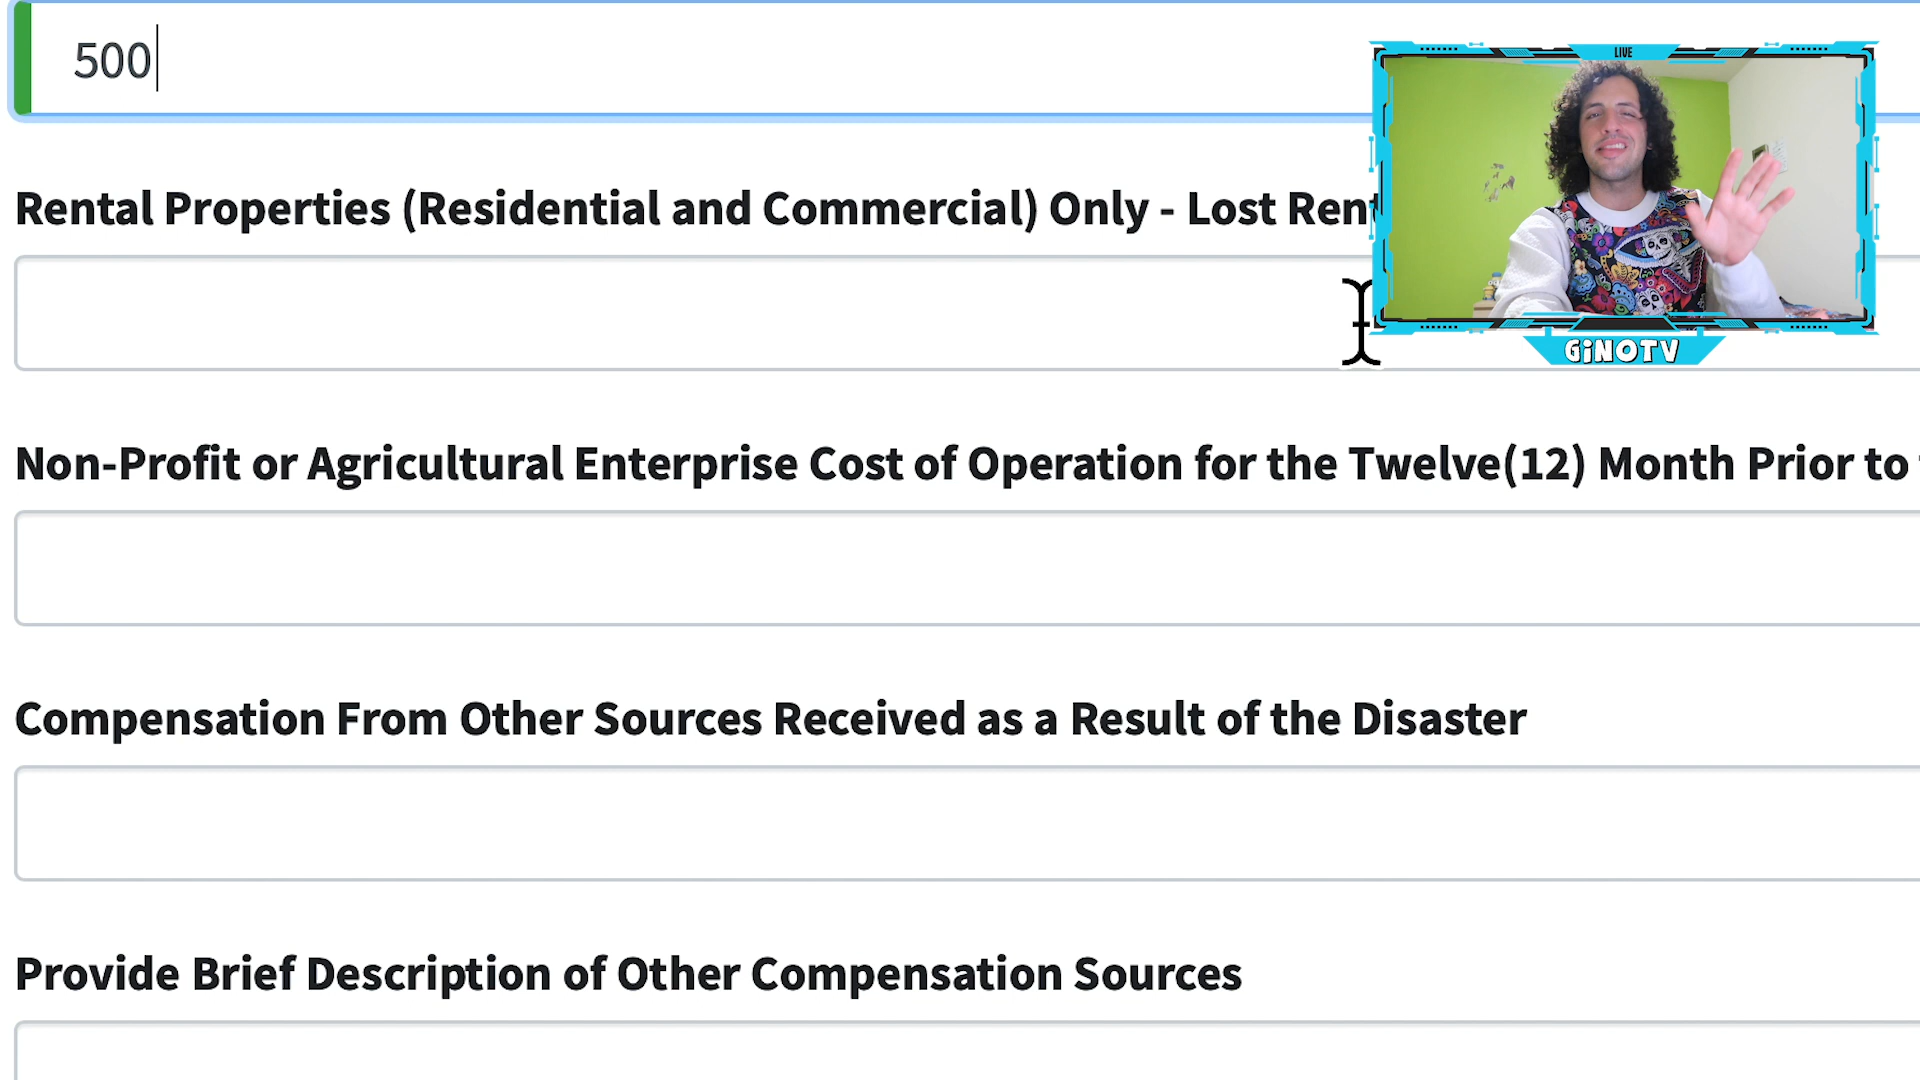 500
LIVE
Rental Properties (Residential and Commercial) Only - Lost Rent
GiNOTV
Non-Profit or Agricultural Enterprise Cost of Operation for the Twelve(12) Month Prior to
Compensation From Other Sources Received as a Result of the Disaster
Provide Brief Description of Other Compensation Sources